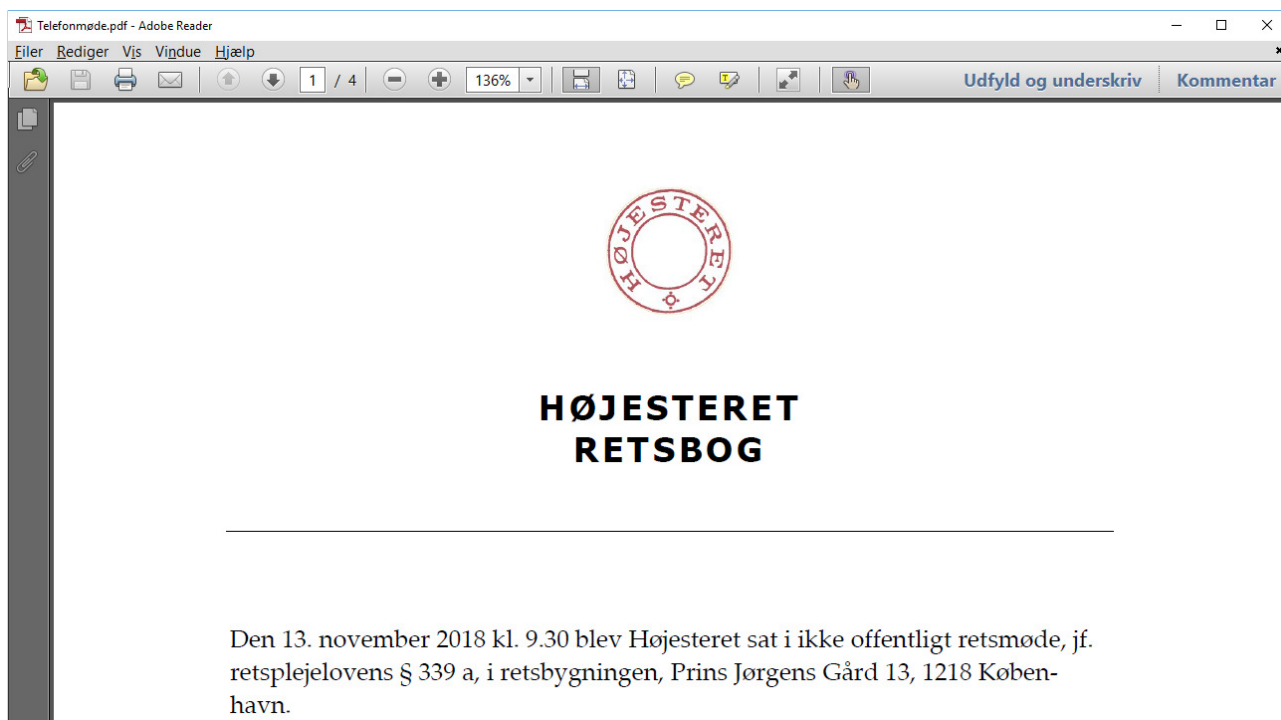 Telefonmøde.pdf - Adobe Reader
Filer Rediger Vis Vindue Hjælp
1 / 4 136% Udfyld og underskriv Kommentar
HØJESTERET
HØJESTERET
RETSBOG
Den 13. november 2018 kl. 9.30 blev Højesteret sat i ikke offentligt retsmøde, jf.
retsplejelovens § 339 a, i retsbygningen, Prins Jørgens Gård 13, 1218 Køben-
havn.